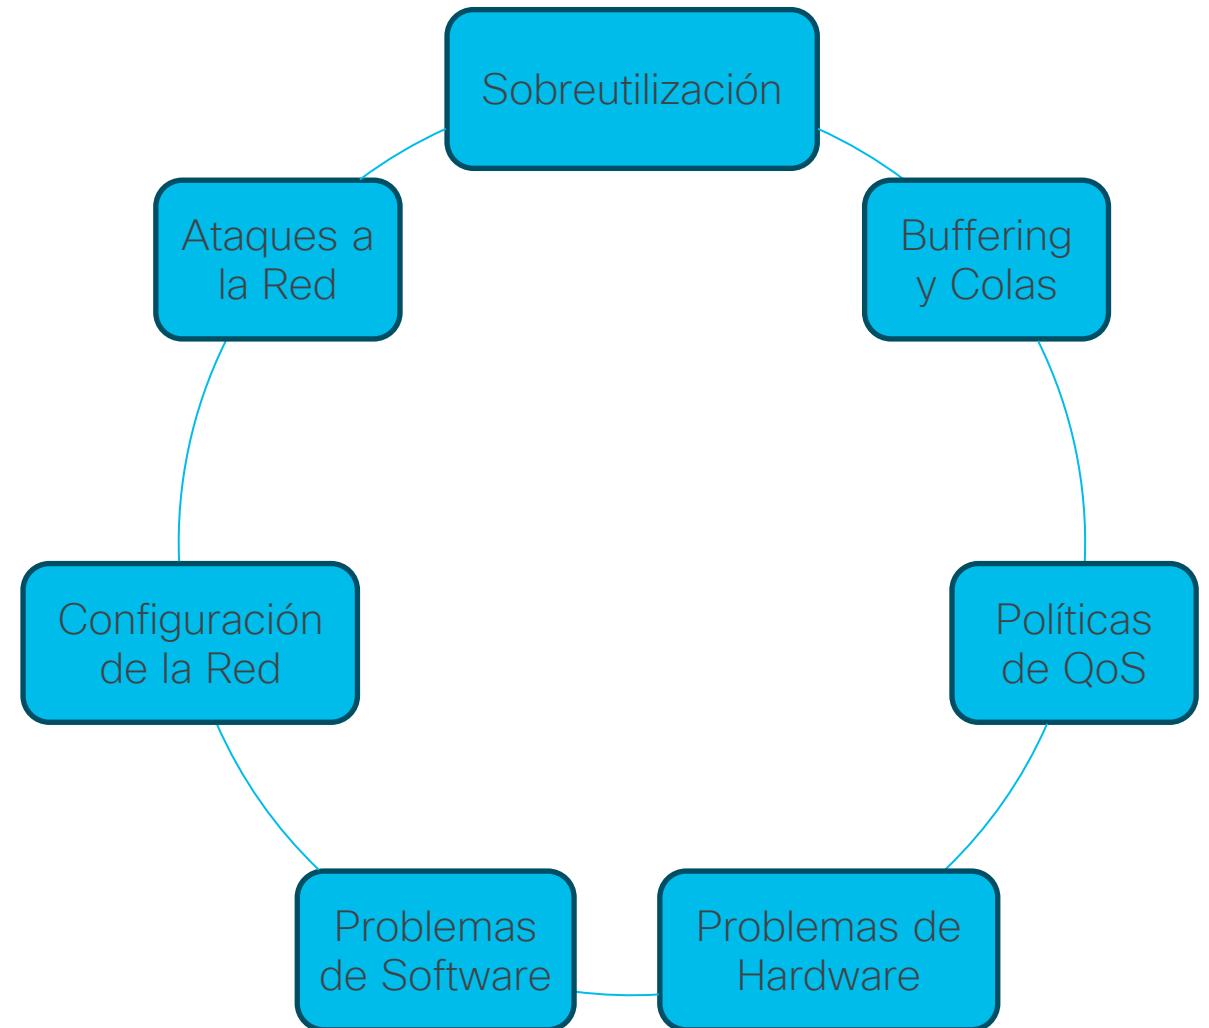 Sobreutilización
Buffering
y Colas
Políticas
de QoS
Problemas de
Hardware
Problemas
de Software
Configuración
de la Red
Ataques a
la Red